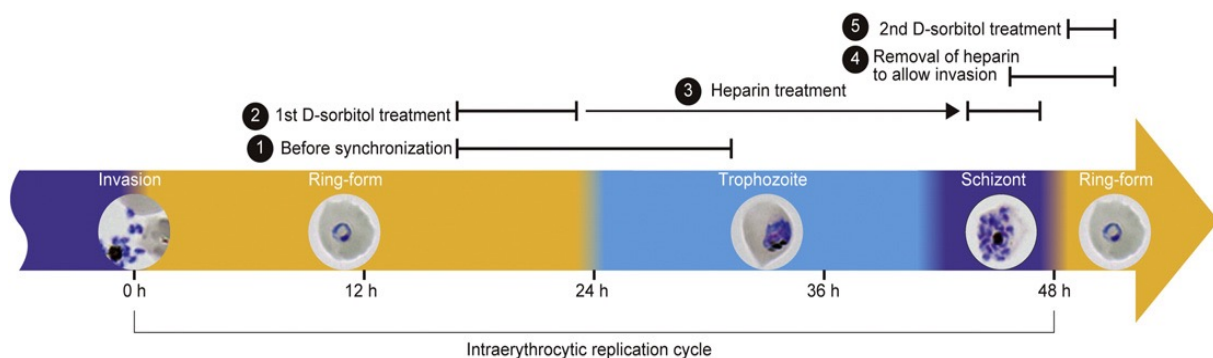 5 2nd D-sorbitol treatment
4 Removal of heparin
to allow invasion
3 Heparin treatment
2 1st D-sorbitol treatment
1 Before synchronization
Invasion Ring-form Trophozoite Schizont Ring-form
0 h 12 h 24 h 36 h 48 h
Intraerythrocytic replication cycle